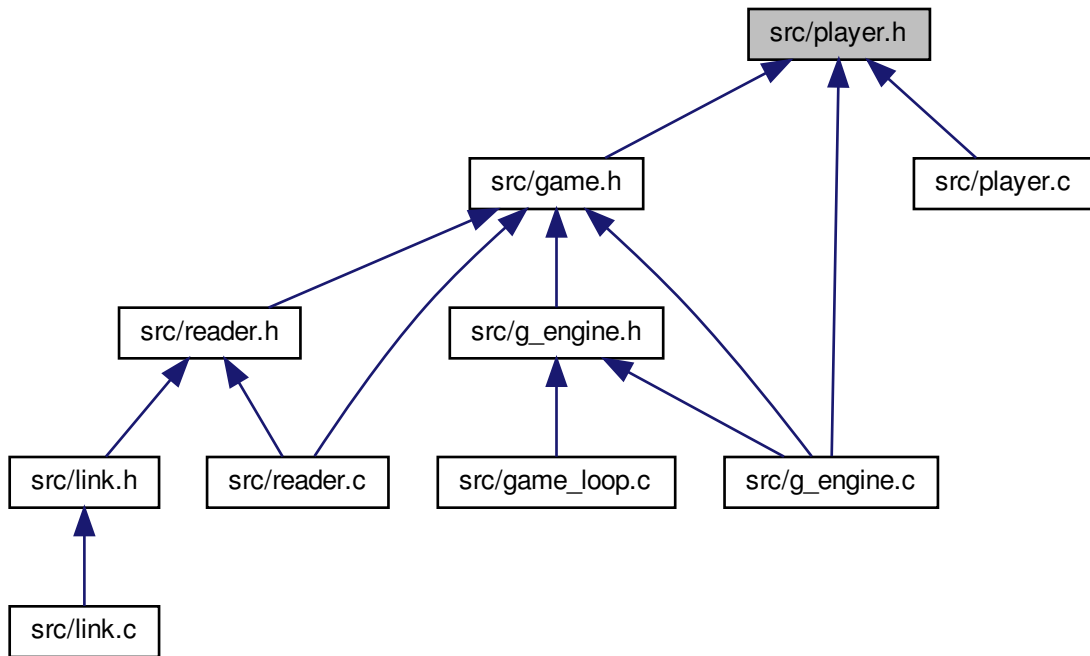 src/player.h
src/game.h
src/player.c
src/reader.h
src/g_engine.h
src/link.h
src/reader.c
src/game_loop.c
src/g_engine.c
src/link.c